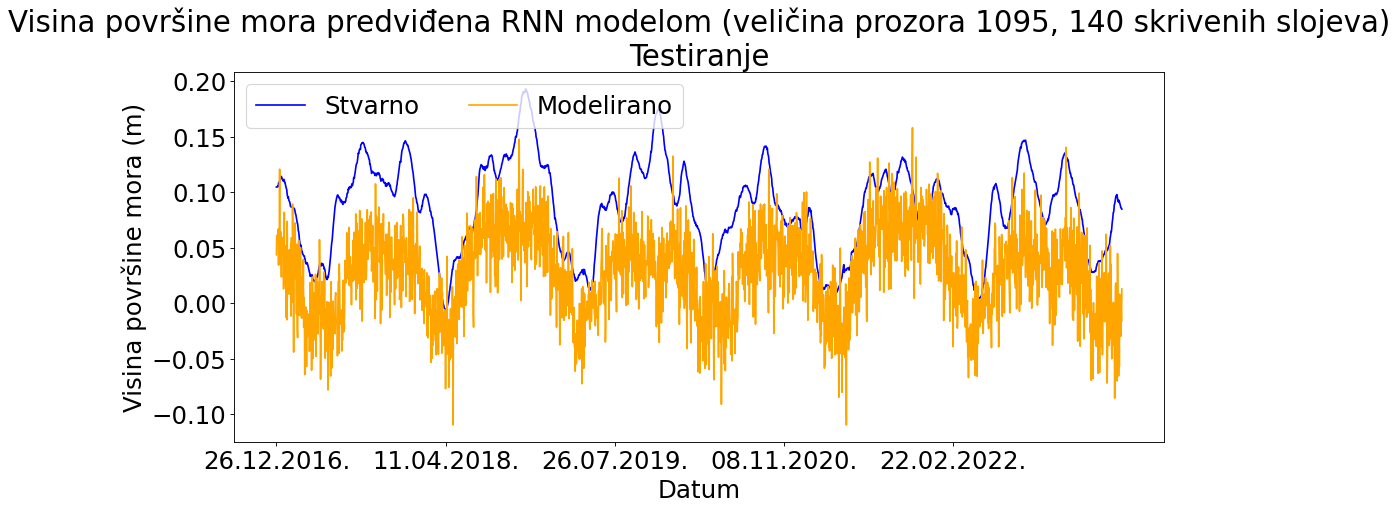 Visina površine mora predviđena RNN modelom (veličina prozora 1095, 140 skrivenih slojeva)
Testiranje
Stvarno Modelirano
Visina površine mora (m)
0.20
0.15
0.10
0.05
0.00
−0.05
−0.10
26.12.2016. 11.04.2018. 26.07.2019. 08.11.2020. 22.02.2022.
Datum